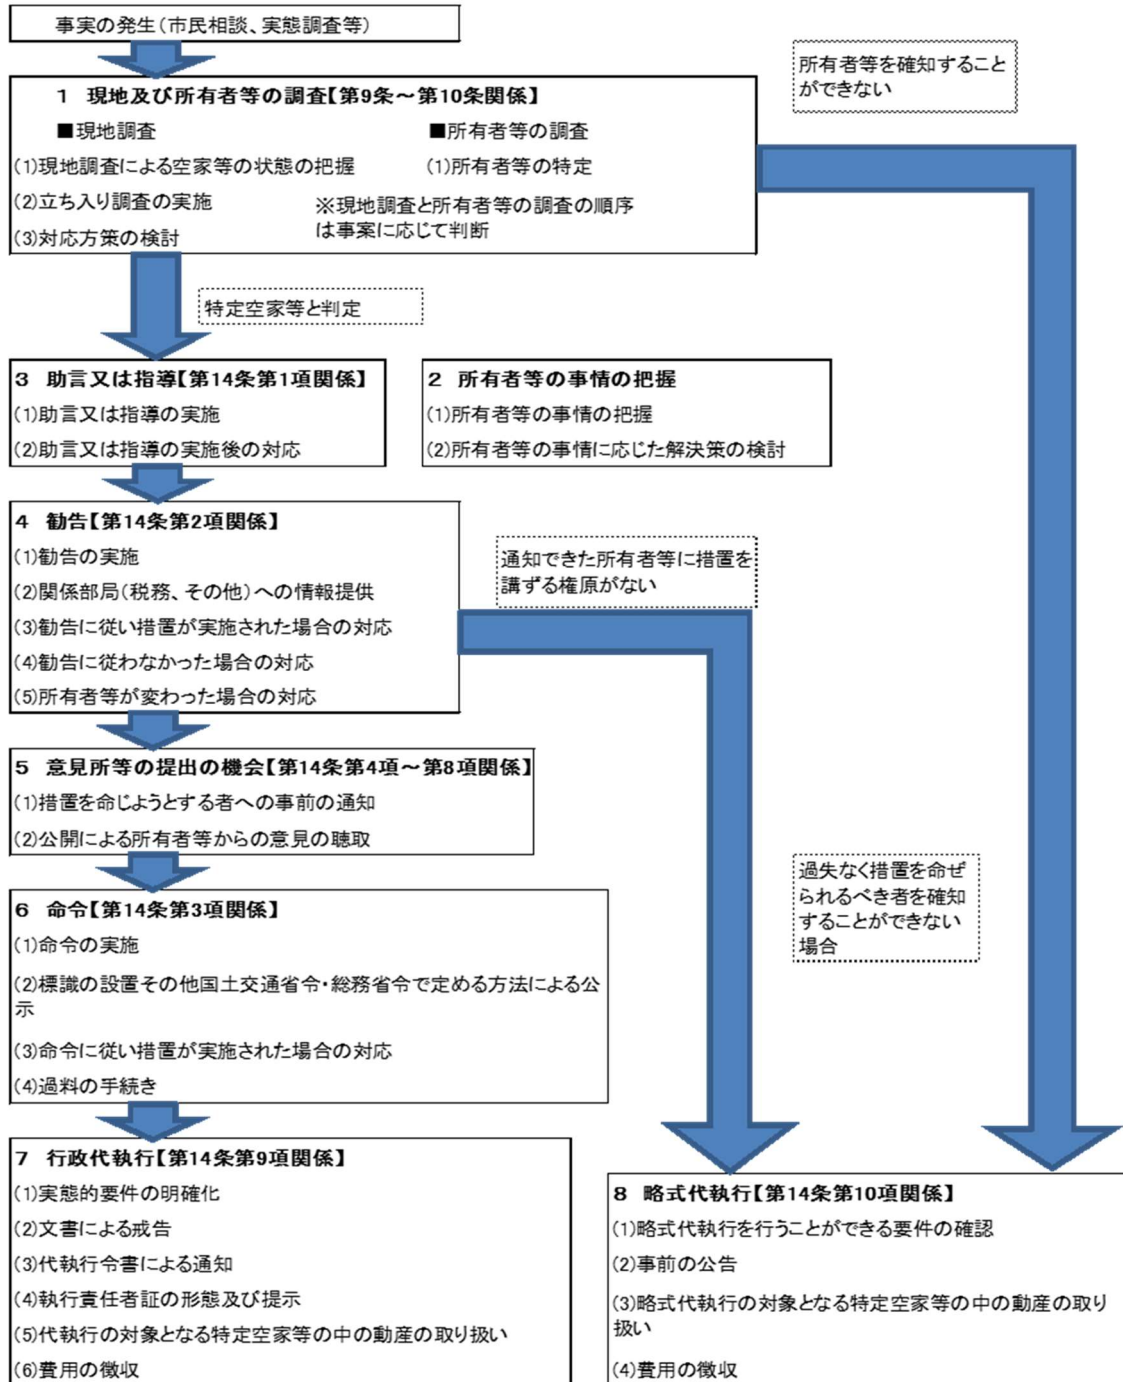 事実の発生(市民相談、実態調査等)
所有者等を確知すること
ができない
1 現地及び所有者等の調査【第9条～第10条関係】
■現地調査
■所有者等の調査
(1)現地調査による空家等の状態の把握
(1)所有者等の特定
(2)立ち入り調査の実施
※現地調査と所有者等の調査の順序
は事案に応じて判断
(3)対応方策の検討
特定空家等と判定
3 助言又は指導【第14条第1項関係】
(1)助言又は指導の実施
(2)助言又は指導の実施後の対応
2 所有者等の事情の把握
(1)所有者等の事情の把握
(2)所有者等の事情に応じた解決策の検討
4 勧告【第14条第2項関係】
(1)勧告の実施
(2)関係部局(税務、その他)への情報提供
(3)勧告に従い措置が実施された場合の対応
(4)勧告に従わなかった場合の対応
(5)所有者等が変わった場合の対応
通知できた所有者等に措置を
講ずる権原がない
5 意見所等の提出の機会【第14条第4項～第8項関係】
(1)措置を命じようとする者への事前の通知
(2)公開による所有者等からの意見の聴取
過失なく措置を命ぜ
られるべき者を確知
することができない
場合
6 命令【第14条第3項関係】
(1)命令の実施
(2)標識の設置その他国土交通省令・総務省令で定める方法による公
示
(3)命令に従い措置が実施された場合の対応
(4)過料の手続き
7 行政代執行【第14条第9項関係】
(1)実態的要件の明確化
(2)文書による戒告
(3)代執行令書による通知
(4)執行責任者証の形態及び提示
(5)代執行の対象となる特定空家等の中の動産の取り扱い
(6)費用の徴収
8 略式代執行【第14条第10項関係】
(1)略式代執行を行うことができる要件の確認
(2)事前の公告
(3)略式代執行の対象となる特定空家等の中の動産の取り
扱い
(4)費用の徴収